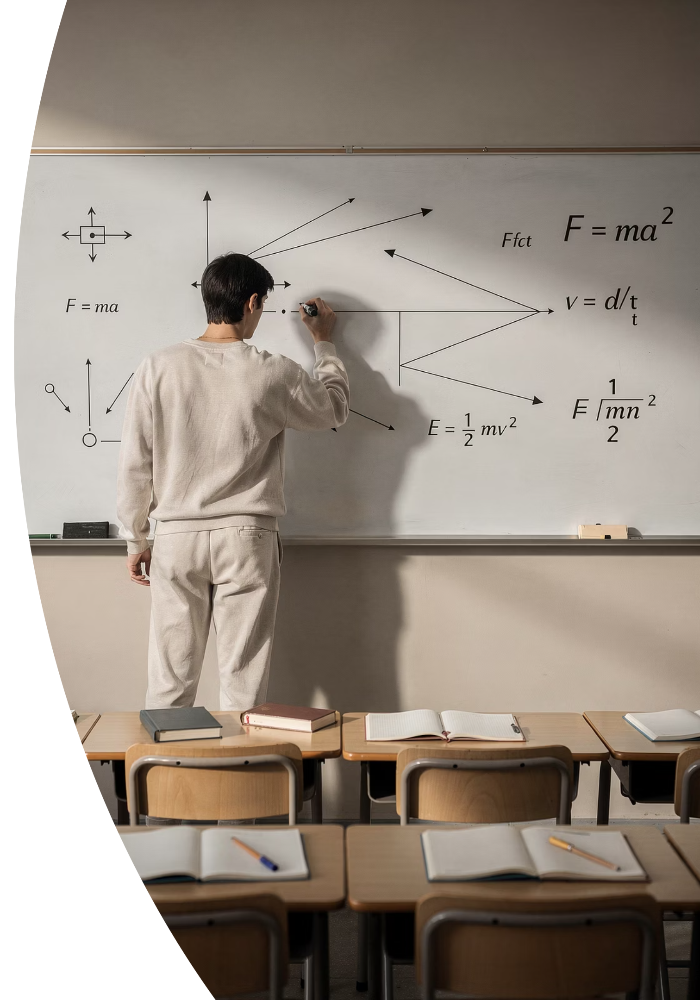 Ffct
F = ma²
F = ma
v = d/t
t
E = 1/2 mv²
1
F √mn ²
2